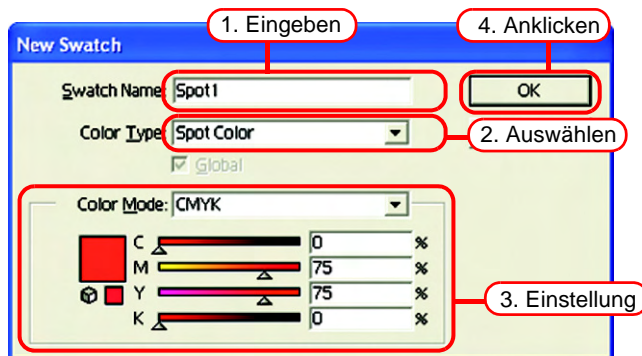 1. Eingeben
4. Anklicken
New Swatch
Swatch Name: Spot1
OK
Color Type: Spot Color
2. Auswählen
Global
Color Mode: CMYK
C 0 %
M 75 %
Y 75 %
3. Einstellung
K 0 %